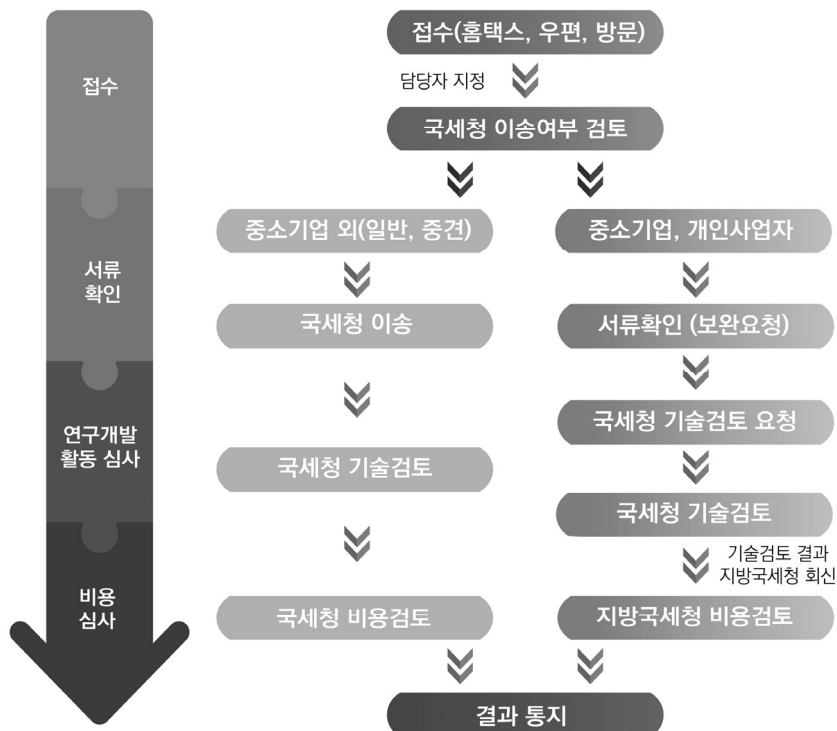 접수(홈택스, 우편, 방문)
담당자 지정
국세청 이송여부 검토
접수
중소기업 외(일반, 중견)
중소기업, 개인사업자
서류
확인
국세청 이송
서류확인 (보완요청)
국세청 기술검토 요청
연구개발
활동 심사
국세청 기술검토
국세청 기술검토
기술검토 결과
지방국세청 회신
비용
심사
국세청 비용검토
지방국세청 비용검토
결과 통지